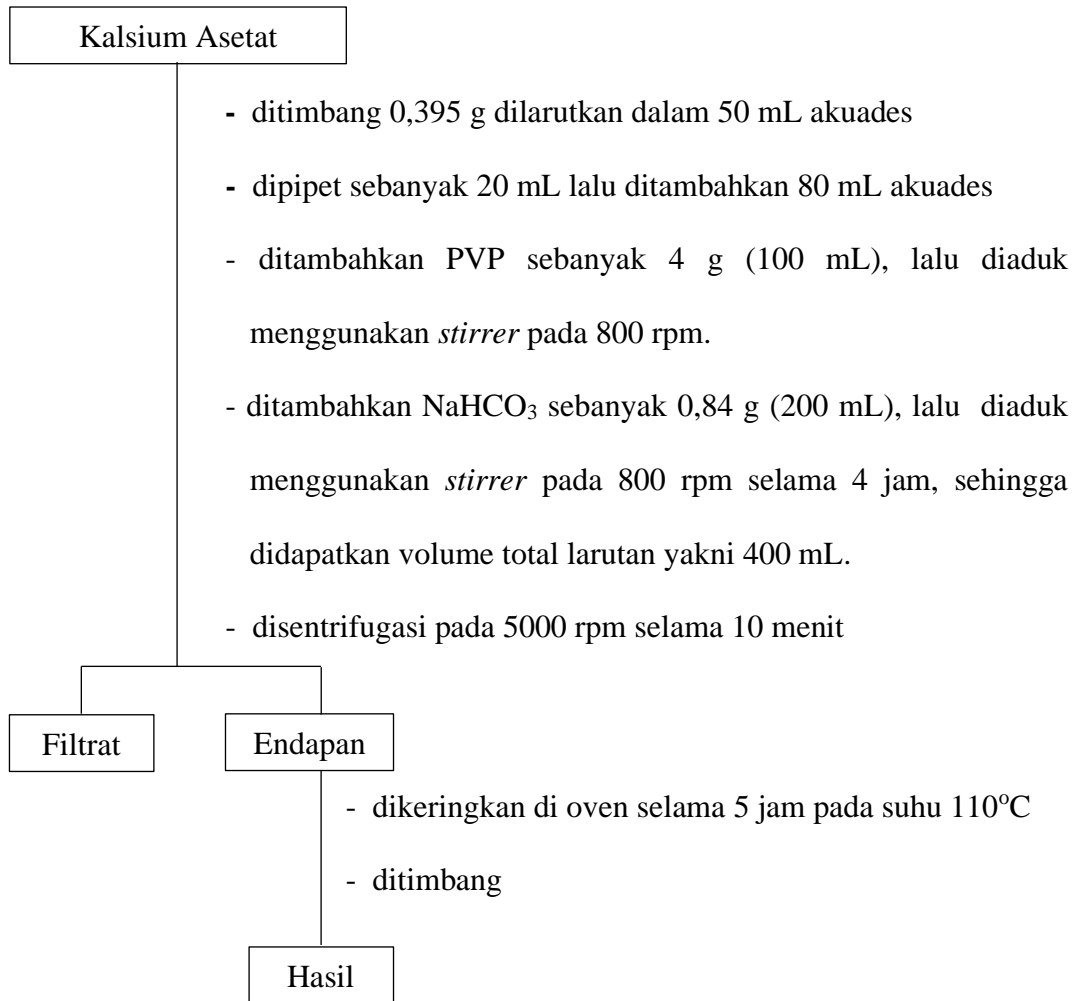 Kalsium Asetat
- ditimbang 0,395 g dilarutkan dalam 50 mL akuades
- dipipet sebanyak 20 mL lalu ditambahkan 80 mL akuades
- ditambahkan PVP sebanyak 4 g (100 mL), lalu diaduk
menggunakan stirrer pada 800 rpm.
- ditambahkan NaHCO₃ sebanyak 0,84 g (200 mL), lalu diaduk
menggunakan stirrer pada 800 rpm selama 4 jam, sehingga
didapatkan volume total larutan yakni 400 mL.
- disentrifugasi pada 5000 rpm selama 10 menit
Filtrat
Endapan
- dikeringkan di oven selama 5 jam pada suhu 110°C
- ditimbang
Hasil